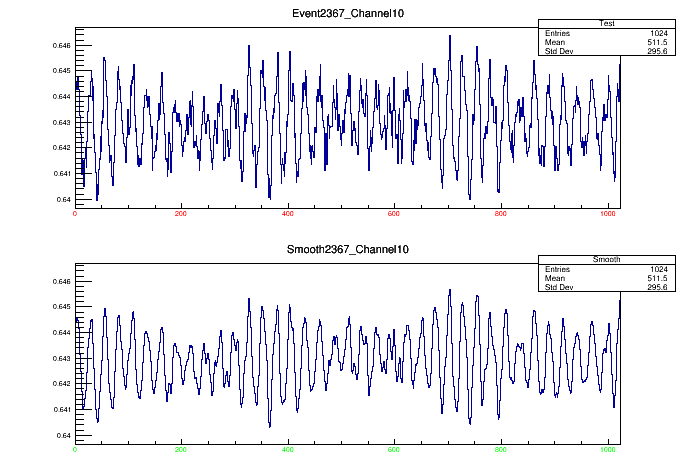 Event2367_Channel10
Test
Entries 1024
Mean 511.5
Std Dev 295.6
0.646
0.645
0.644
0.643
0.642
0.641
0.64
0 200 400 600 800 1000
Smooth2367_Channel10
Smooth
Entries 1024
Mean 511.5
Std Dev 295.6
0.646
0.645
0.644
0.643
0.642
0.641
0.64
0 200 400 600 800 1000